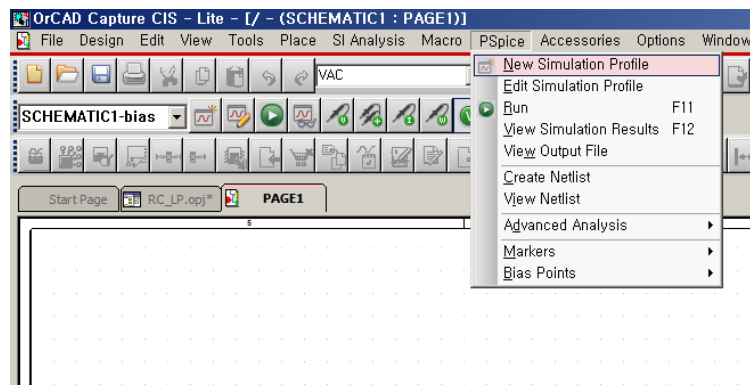 OrCAD Capture CIS - Lite - [/ - (SCHEMATIC1 : PAGE1)]
File Design Edit View Tools Place SI Analysis Macro PSpice Accessories Options Window
VAC
SCHEMATIC1-bias
New Simulation Profile
Edit Simulation Profile
Run F11
View Simulation Results F12
View Output File
Create Netlist
View Netlist
Advanced Analysis
Markers
Bias Points
Start Page RC_LP.opj* PAGE1
5